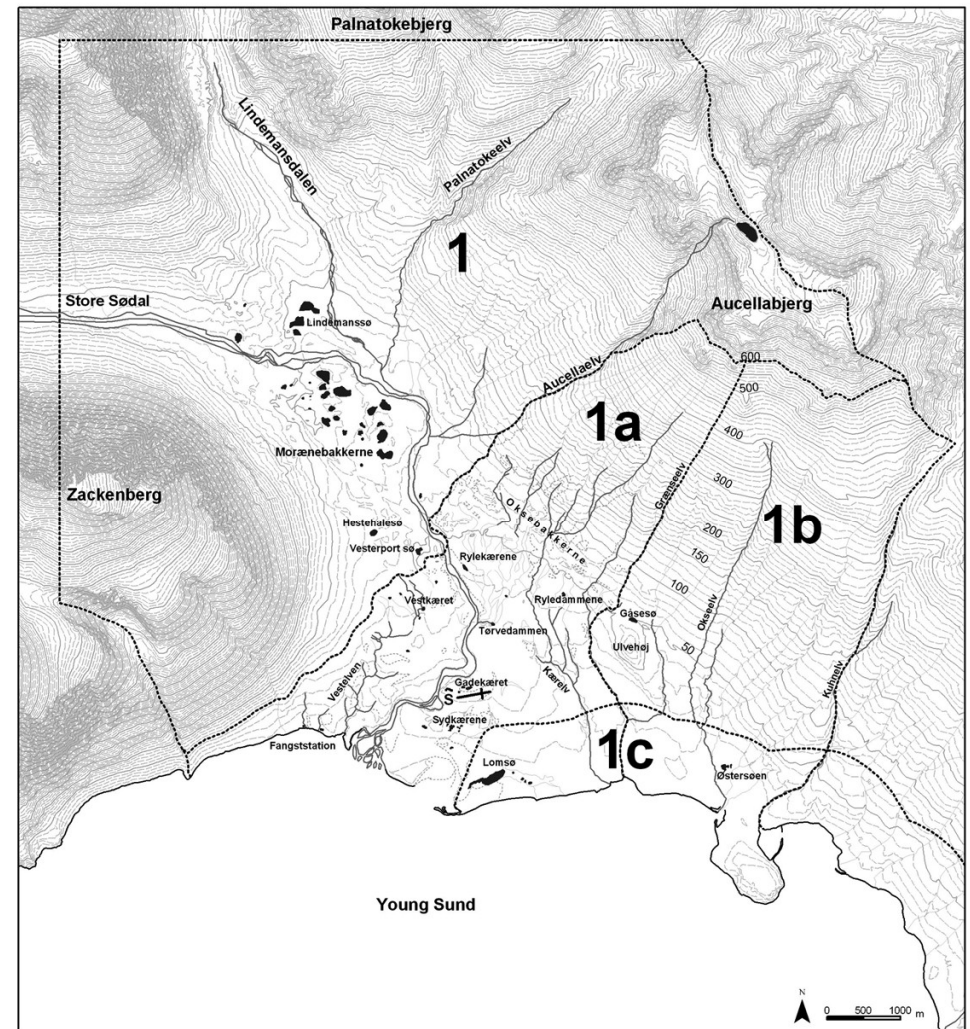 Palnatokebjerg
Lindemansdalen
Palnatokeelv
1
Store Sødal
Lindemanssø
Aucellabjerg
Aucellaelv
600
500
1a
400
Grænseelv
Morænebakkerne
300
Zackenberg
1b
Oksebakkerne
Hestehalesø
200
Vesterport sø
150
Rylekærene
100
Vestkæret
Ryledammene
Gåsesø
Okseelv
Tørvedammen
Ulvehøj
50
Kærelv
Kuhnelv
Vestelven
Gadekæret
S
Sydkærene
Fangststation
1c
Lomsø
Østersøen
Young Sund
N
0 500 1000 m